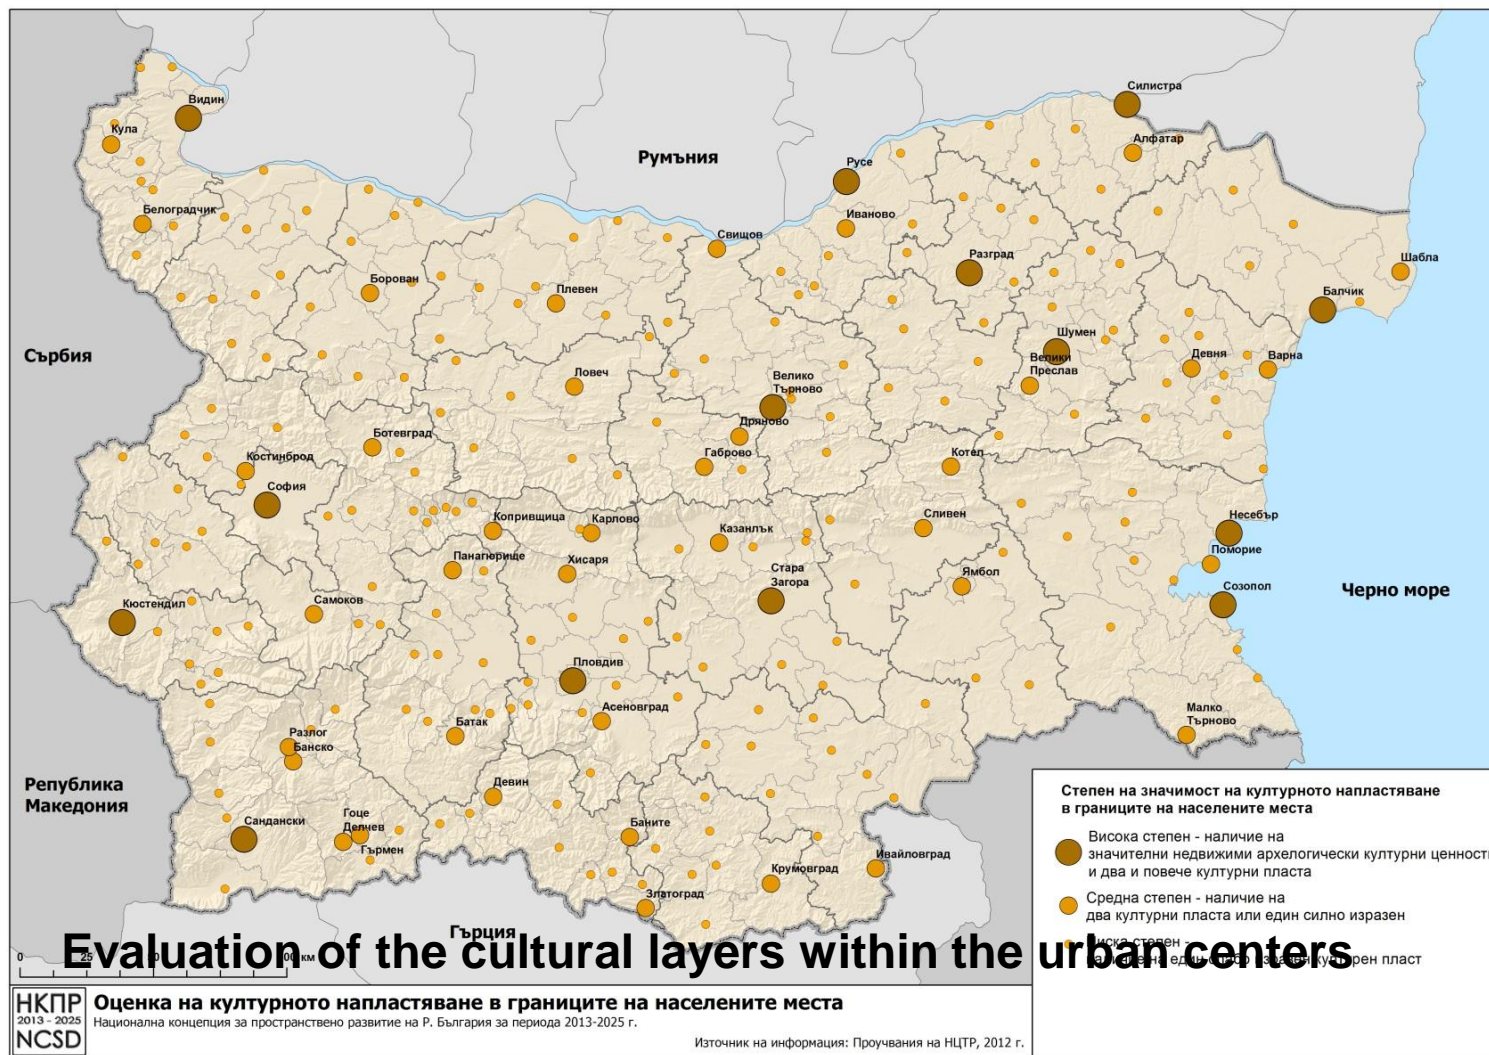 Видин
Силистра
Кула
Алфатар
Румъния
Русе
Белоградчик
Иваново
Свищов
Разград
Шабла
Борован
Плевен
Балчик
Сърбия
Шумен
Велики
Преслав
Девня
Варна
Ловеч
Велико
Търново
Дряново
Ботевград
Габрово
Котел
Костинброд
София
Копривщица
Карлово
Казанлък
Сливен
Несебър
Поморие
Панагюрище
Хисаря
Стара
Загора
Ямбол
Созопол
Черно море
Кюстендил
Самоков
Пловдив
Асеновград
Малко
Търново
Батак
Разлог
Банско
Република
Македония
Девин
Сандански
Гоце
Делчев
Гърмен
Баните
Ивайловград
Крумовград
Златоград
Гърция
Степен на значимост на културното напластяване
в границите на населените места
Висока степен - наличие на
значителни недвижими археологически културни ценност
и два и повече културни пласта
Средна степен - наличие на
два културни пласта или един силно изразен
степен -
пласт
Evaluation of the cultural layers within the urban centers
0 25 км
НКПР
2013 - 2025
NCSD
Оценка на културното напластяване в границите на населените места
Национална концепция за пространствено развитие на Р. България за периода 2013-2025 г.
Източник на информация: Проучвания на НЦТР, 2012 г.